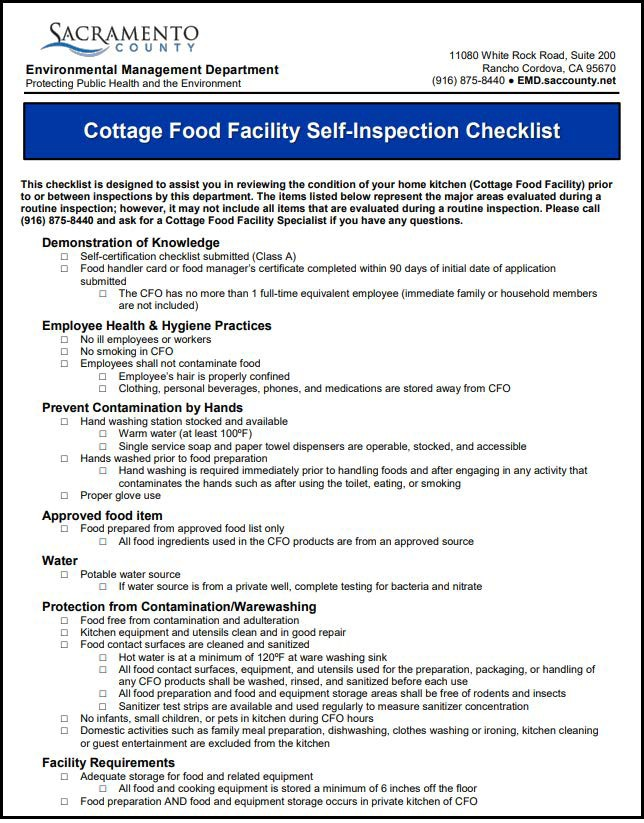 SACRAMENTO
COUNTY
Environmental Management Department
Protecting Public Health and the Environment
11080 White Rock Road, Suite 200
Rancho Cordova, CA 95670
(916) 875-8440 ● EMD.saccounty.net
Cottage Food Facility Self-Inspection Checklist
This checklist is designed to assist you in reviewing the condition of your home kitchen (Cottage Food Facility) prior
to or between inspections by this department. The items listed below represent the major areas evaluated during a
routine inspection; however, it may not include all items that are evaluated during a routine inspection. Please call
(916) 875-8440 and ask for a Cottage Food Facility Specialist if you have any questions.
Demonstration of Knowledge
□ Self-certification checklist submitted (Class A)
□ Food handler card or food manager's certificate completed within 90 days of initial date of application
submitted
□ The CFO has no more than 1 full-time equivalent employee (immediate family or household members
are not included)
Employee Health & Hygiene Practices
□ No ill employees or workers
□ No smoking in CFO
□ Employees shall not contaminate food
□ Employee's hair is properly confined
□ Clothing, personal beverages, phones, and medications are stored away from CFO
Prevent Contamination by Hands
□ Hand washing station stocked and available
□ Warm water (at least 100ºF)
□ Single service soap and paper towel dispensers are operable, stocked, and accessible
□ Hands washed prior to food preparation
□ Hand washing is required immediately prior to handling foods and after engaging in any activity that
contaminates the hands such as after using the toilet, eating, or smoking
□ Proper glove use
Approved food item
□ Food prepared from approved food list only
□ All food ingredients used in the CFO products are from an approved source
Water
□ Potable water source
□ If water source is from a private well, complete testing for bacteria and nitrate
Protection from Contamination/Warewashing
□ Food free from contamination and adulteration
□ Kitchen equipment and utensils clean and in good repair
□ Food contact surfaces are cleaned and sanitized
□ Hot water is at a minimum of 120ºF at ware washing sink
□ All food contact surfaces, equipment, and utensils used for the preparation, packaging, or handling of
any CFO products shall be washed, rinsed, and sanitized before each use
□ All food preparation and food and equipment storage areas shall be free of rodents and insects
□ Sanitizer test strips are available and used regularly to measure sanitizer concentration
□ No infants, small children, or pets in kitchen during CFO hours
□ Domestic activities such as family meal preparation, dishwashing, clothes washing or ironing, kitchen cleaning
or guest entertainment are excluded from the kitchen
Facility Requirements
□ Adequate storage for food and related equipment
□ All food and cooking equipment is stored a minimum of 6 inches off the floor
□ Food preparation AND food and equipment storage occurs in private kitchen of CFO